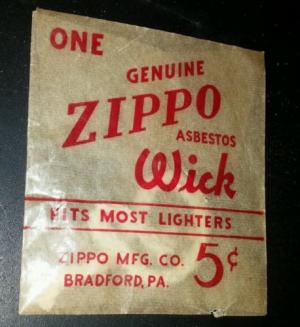 ONE
GENUINE
ZIPPO
ASBESTOS
Wick
FITS MOST LIGHTERS
ZIPPO MFG. CO. 5¢
BRADFORD, PA.